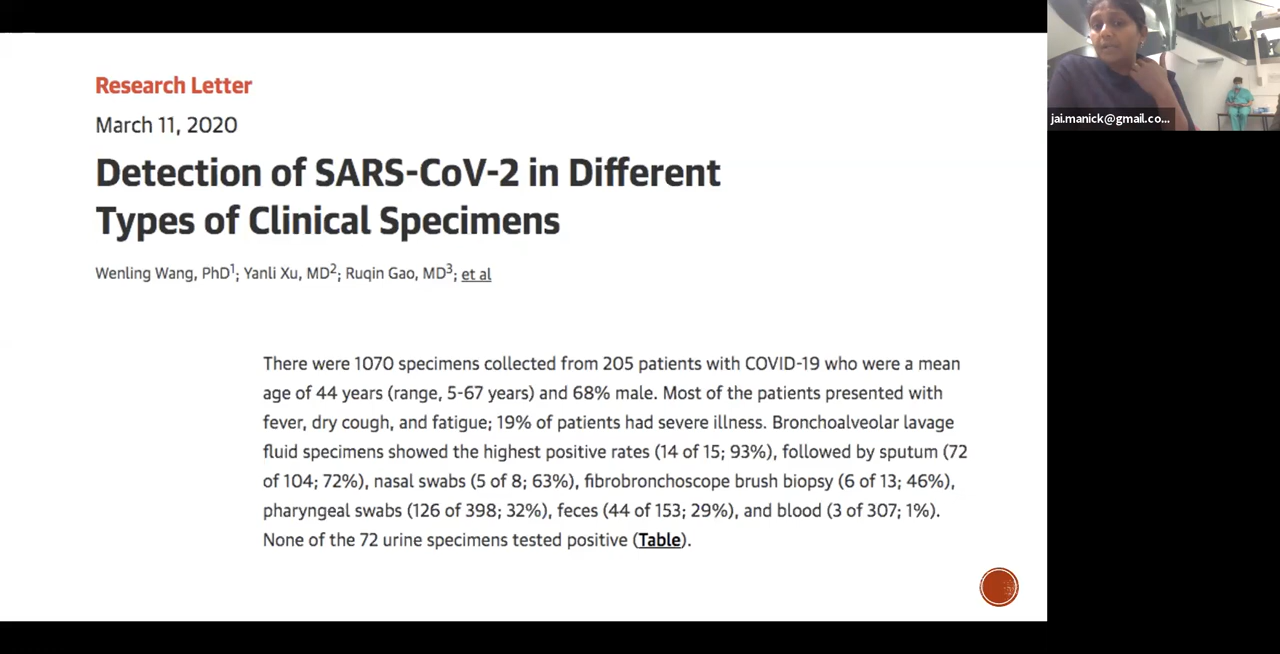 Research Letter
March 11, 2020
Detection of SARS-CoV-2 in Different
Types of Clinical Specimens
Wenling Wang, PhD1; Yanli Xu, MD2; Ruqin Gao, MD3; et al
There were 1070 specimens collected from 205 patients with COVID-19 who were a mean
age of 44 years (range, 5-67 years) and 68% male. Most of the patients presented with
fever, dry cough, and fatigue; 19% of patients had severe illness. Bronchoalveolar lavage
fluid specimens showed the highest positive rates (14 of 15; 93%), followed by sputum (72
of 104; 72%), nasal swabs (5 of 8; 63%), fibrobronchoscope brush biopsy (6 of 13; 46%),
pharyngeal swabs (126 of 398; 32%), feces (44 of 153; 29%), and blood (3 of 307; 1%).
None of the 72 urine specimens tested positive (Table).
jai.manick@gmail.co...